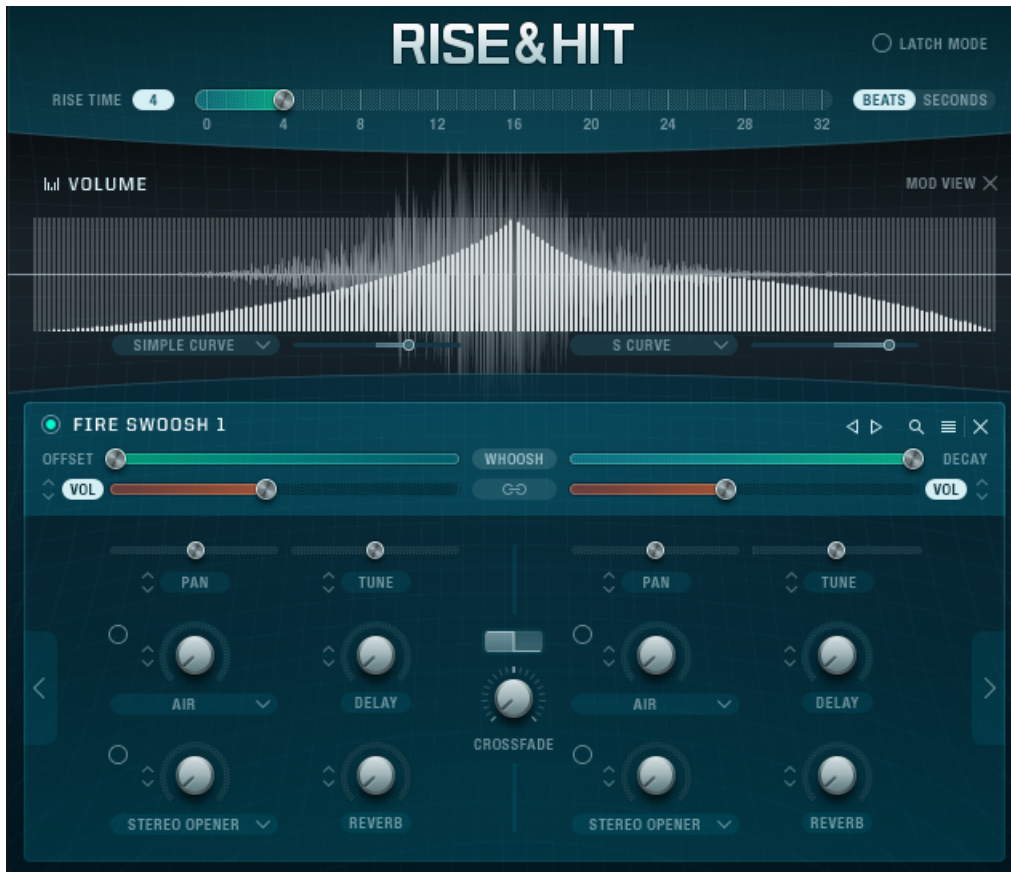 RISE&HIT
LATCH MODE
RISE TIME 4 BEATS SECONDS
0 4 8 12 16 20 24 28 32
VOLUME MOD VIEW
SIMPLE CURVE S CURVE
FIRE SWOOSH 1
OFFSET WHOOSH DECAY
VOL VOL
PAN TUNE PAN TUNE
AIR DELAY AIR DELAY
CROSSFADE
STEREO OPENER REVERB STEREO OPENER REVERB